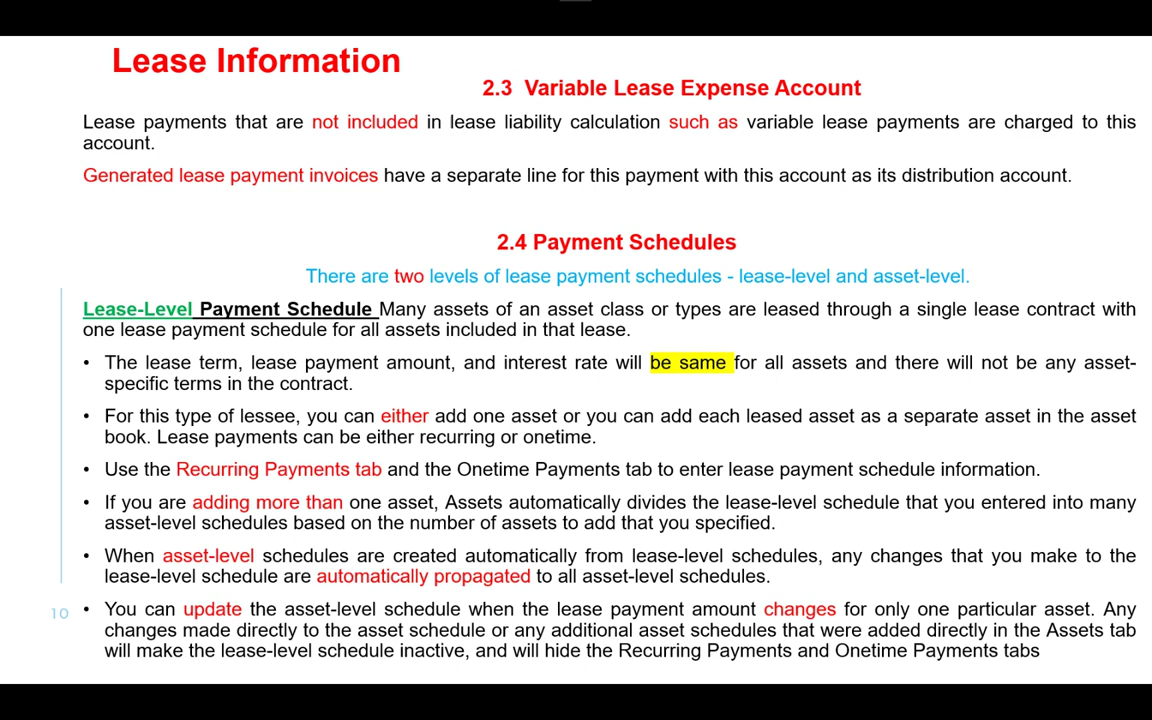 Lease Information
2.3 Variable Lease Expense Account
Lease payments that are not included in lease liability calculation such as variable lease payments are charged to this
account.
Generated lease payment invoices have a separate line for this payment with this account as its distribution account.
2.4 Payment Schedules
There are two levels of lease payment schedules - lease-level and asset-level.
Lease-Level Payment Schedule Many assets of an asset class or types are leased through a single lease contract with
one lease payment schedule for all assets included in that lease.
• The lease term, lease payment amount, and interest rate will be same for all assets and there will not be any asset-
specific terms in the contract.
• For this type of lessee, you can either add one asset or you can add each leased asset as a separate asset in the asset
book. Lease payments can be either recurring or onetime.
• Use the Recurring Payments tab and the Onetime Payments tab to enter lease payment schedule information.
• If you are adding more than one asset, Assets automatically divides the lease-level schedule that you entered into many
asset-level schedules based on the number of assets to add that you specified.
• When asset-level schedules are created automatically from lease-level schedules, any changes that you make to the
lease-level schedule are automatically propagated to all asset-level schedules.
10
• You can update the asset-level schedule when the lease payment amount changes for only one particular asset. Any
changes made directly to the asset schedule or any additional asset schedules that were added directly in the Assets tab
will make the lease-level schedule inactive, and will hide the Recurring Payments and Onetime Payments tabs